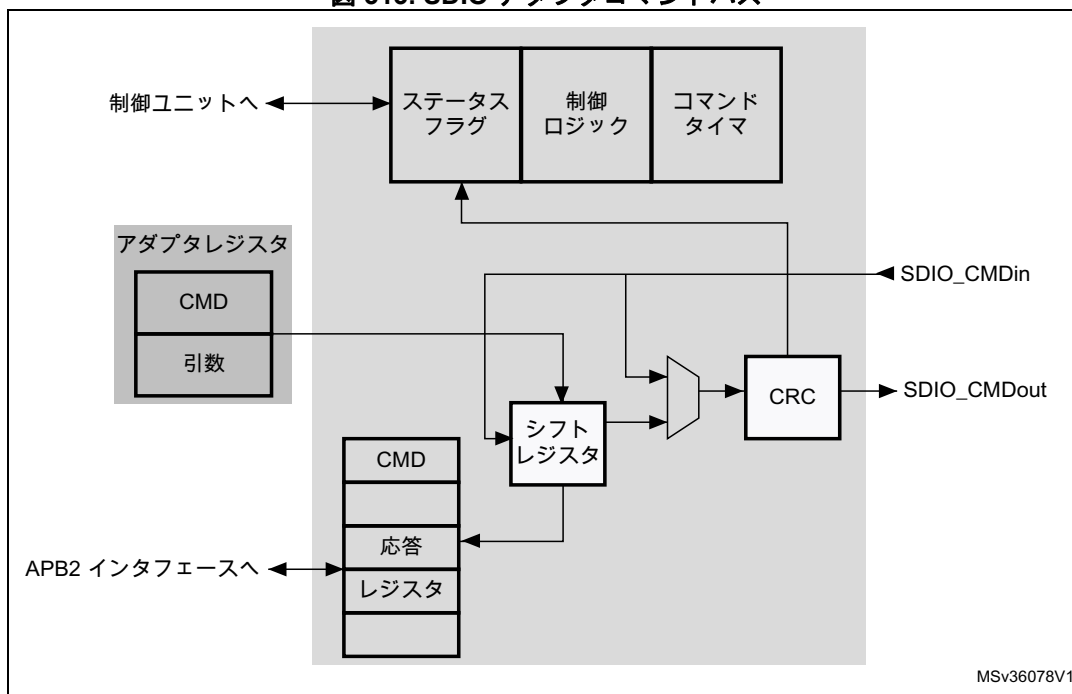 ステータス
フラグ
制御
ロジック
コマンド
タイマ
制御ユニットへ
アダプタレジスタ
CMD
引数
SDIO_CMDin
SDIO_CMDout
CRC
シフト
レジスタ
CMD
応答
レジスタ
APB2 インタフェースへ
MSv36078V1